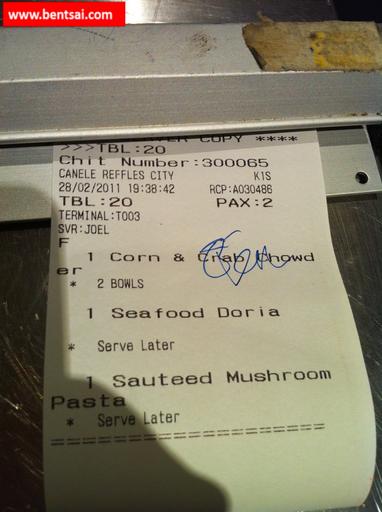 www.bentsai.com
COPY ****
>>>TBL:20
Chit Number:300065
CANELE REFFLES CITY K1S
28/02/2011 19:38:42 RCP:A030486
TBL:20 PAX:2
TERMINAL:T003
SVR:JOEL
F
1 Corn & Crab Chowd
er
* 2 BOWLS
1 Seafood Doria
* Serve Later
1 Sauteed Mushroom
Pasta
* Serve Later
====================